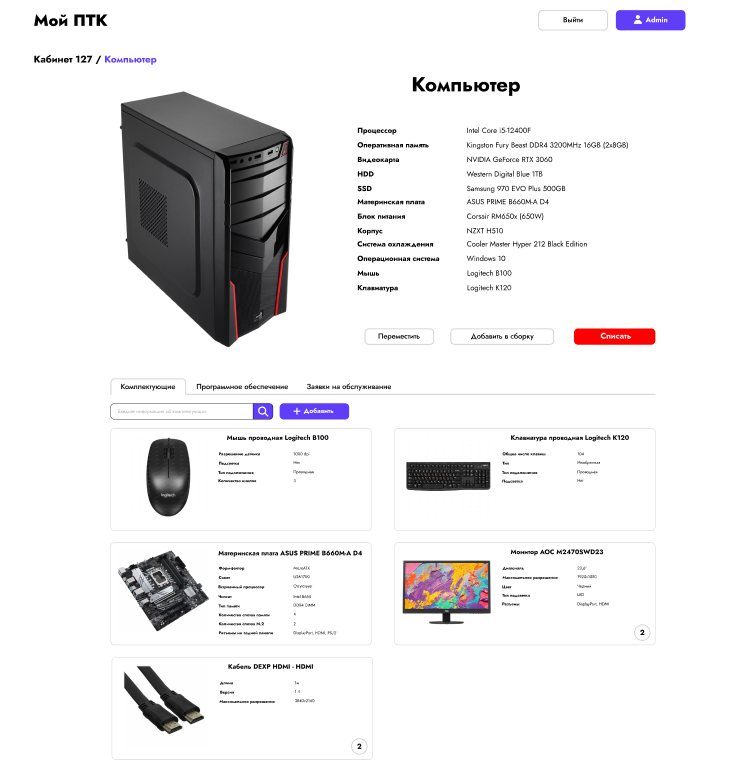 Мой ПТК
Выйти
Admin
Кабинет 127 / Компьютер
Компьютер
Процессор Intel Core i5-12400F
Оперативная память Kingston Fury Beast DDR4 3200MHz 16GB (2x8GB)
Видеокарта NVIDIA GeForce RTX 3060
HDD Western Digital Blue 1TB
SSD Samsung 970 EVO Plus 500GB
Материнская плата ASUS PRIME B660M-A D4
Блок питания Corsair RM650x (650W)
Корпус NZXT H510
Система охлаждения Cooler Master Hyper 212 Black Edition
Операционная система Windows 10
Мышь Logitech B100
Клавиатура Logitech K120
Переместить
Добавить в сборку
Списать
Комплектующие
Программное обеспечение
Заявки на обслуживание
Введите информацию об комплектующем
+ Добавить
Мышь проводная Logitech B100
Разрешение датчика 1000 dpi
Подсветка Нет
Тип подключения Проводная
Количество кнопок 3
Клавиатура проводная Logitech K120
Общее число клавиш 104
Тип Мембранная
Тип подключения Проводная
Подсветка Нет
Материнская плата ASUS PRIME B660M-A D4
Форм-фактор MicroATX
Сокет LGA1700
Встроенный процессор Отсутсвует
Чипсет Intel B660
Тип памяти DDR4 DIMM
Количество слотов памяти 4
Количество слотов M.2 2
Разъемы на задней панели DisplayPort, HDMI, PS/2
Монитор AOC M2470SWD23
Диагональ 23.6"
Максимальное разрешение 1920x1080
Цвет Черный
Тип подсветки LED
Разъемы DisplayPort, HDMI
2
Кабель DEXP HDMI - HDMI
Длина 1м
Версия 1.4
Максимальное разрешение 3840x2160
2